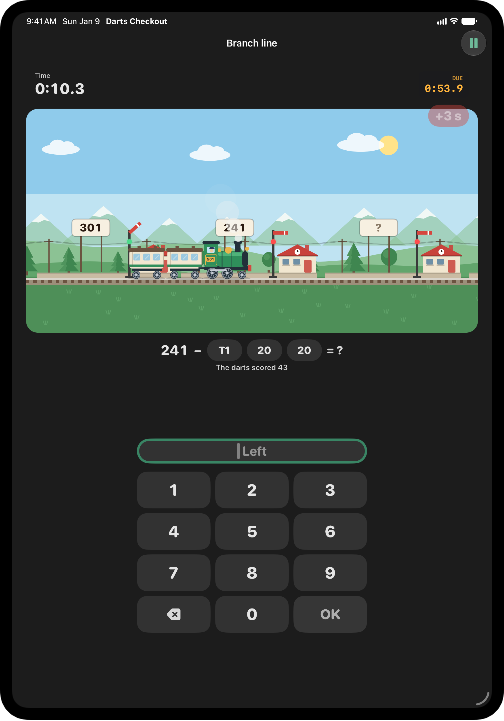 9:41 AM Sun Jan 9 Darts Checkout
Branch line
Time
0:10.3
DUE
0:53.9
+3 s
301
241
?
241 – T1 20 20 = ?
The darts scored 43
Left
1 2 3
4 5 6
7 8 9
0 OK